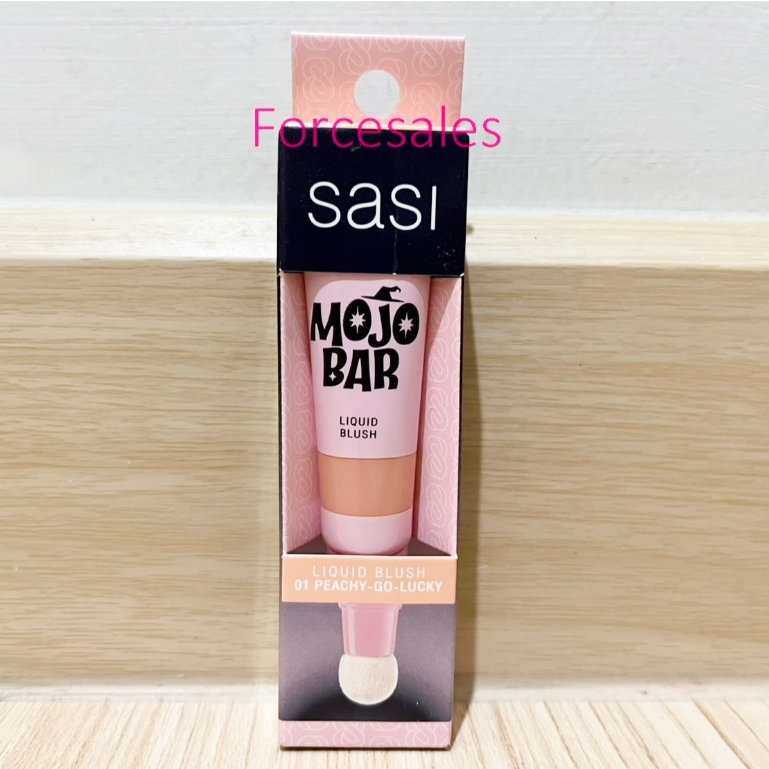 Forcesales
sasi
MOJO
BAR
LIQUID
BLUSH
LIQUID BLUSH
01 PEACHY-GO-LUCKY